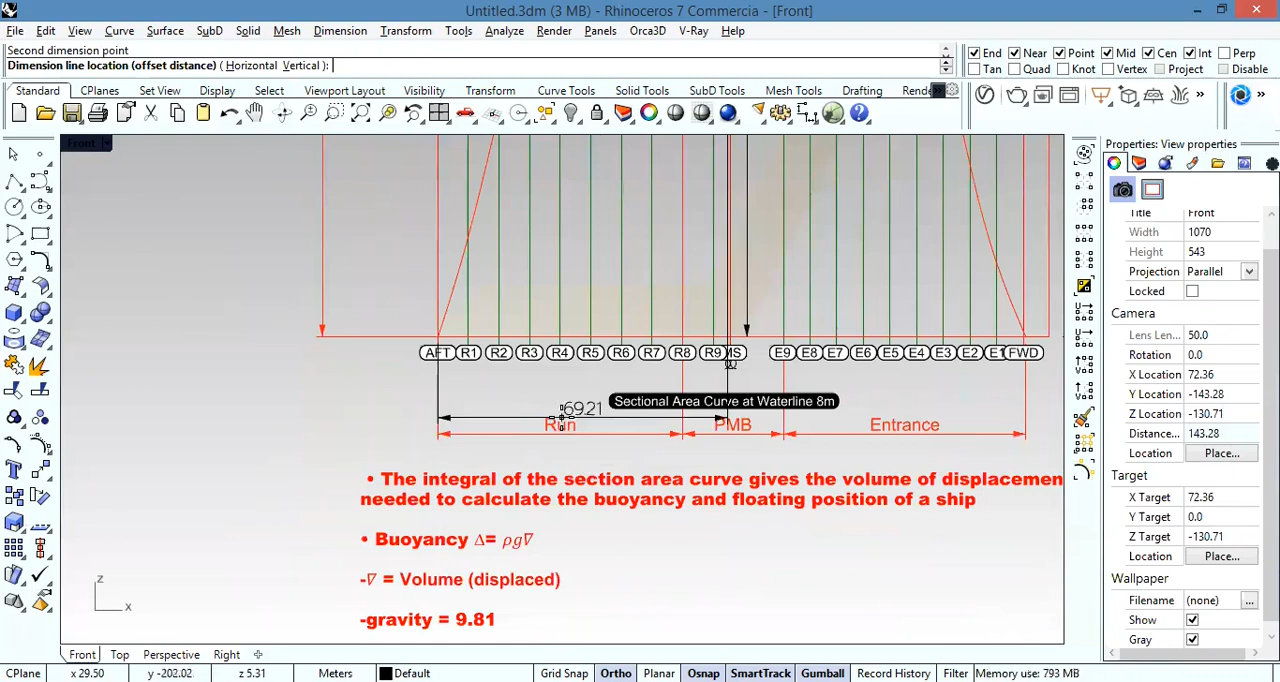 Untitled.3dm (3 MB) - Rhinoceros 7 Commercia - [Front]
File Edit View Curve Surface SubD Solid Mesh Dimension Transform Tools Analyze Render Panels Orca3D V-Ray Help
Second dimension point
Dimension line location (offset distance) ( Horizontal Vertical ):
End Near Point Mid Cen Int Perp
Tan Quad Knot Vertex Project Disable
Standard CPlanes Set View Display Select Viewport Layout Visibility Transform Curve Tools Solid Tools SubD Tools Mesh Tools Drafting Rend
Front
Properties: View properties
Title Front
Width 1070
Height 543
Projection Parallel
Locked
Camera
Lens Len... 50.0
Rotation 0.0
X Location 72.36
Y Location -143.28
Z Location -130.71
Distance... 143.28
Location Place...
Target
X Target 72.36
Y Target 0.0
Z Target -130.71
Location Place...
Wallpaper
Filename (none) ...
Show
Gray
AFT R1 R2 R3 R4 R5 R6 R7 R8 R9 MS E9 E8 E7 E6 E5 E4 E3 E2 E1 FWD
69.21
Sectional Area Curve at Waterline 8m
Run PMB Entrance
• The integral of the section area curve gives the volume of displacemen
needed to calculate the buoyancy and floating position of a ship
• Buoyancy Δ= ρg∇
-∇ = Volume (displaced)
-gravity = 9.81
z
x
Front Top Perspective Right
CPlane x 29.50 y -202.02 z 5.31 Meters Default Grid Snap Ortho Planar Osnap SmartTrack Gumball Record History Filter Memory use: 793 MB